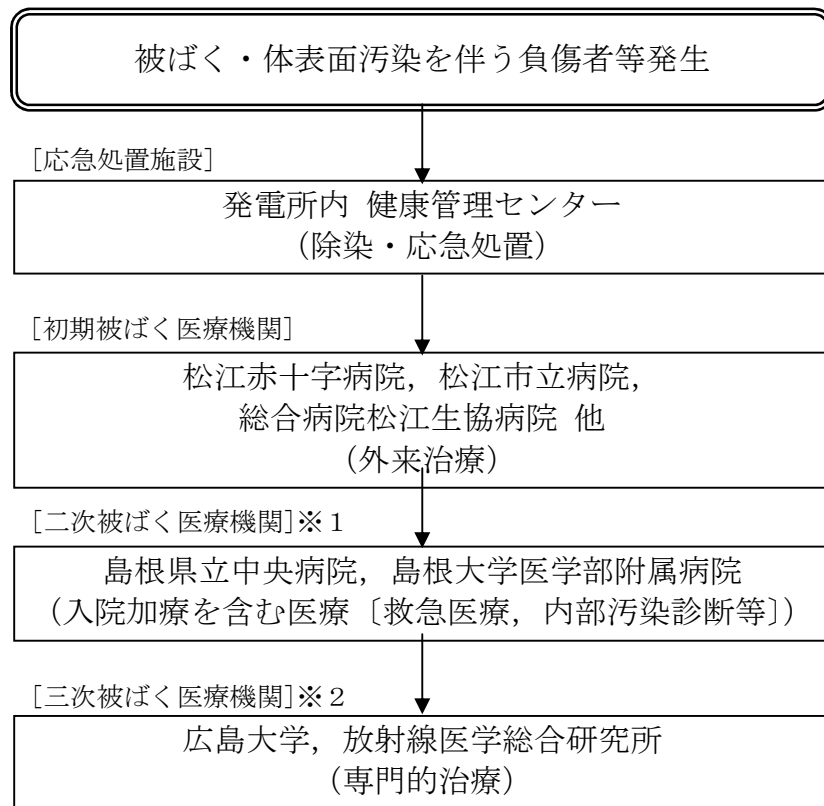 被ばく・体表面汚染を伴う負傷者等発生
［応急処置施設］
発電所内 健康管理センター
（除染・応急処置）
［初期被ばく医療機関］
松江赤十字病院，松江市立病院，
総合病院松江生協病院 他
（外来治療）
［二次被ばく医療機関］※１
島根県立中央病院，島根大学医学部附属病院
（入院加療を含む医療〔救急医療，内部汚染診断等〕）
［三次被ばく医療機関］※２
広島大学，放射線医学総合研究所
（専門的治療）